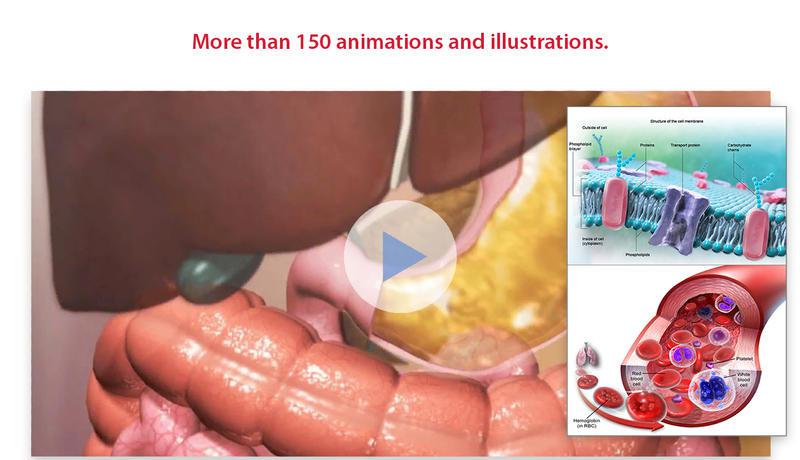 More than 150 animations and illustrations.
Structure of the cell membrane
Outside of cell
Phospholipid
bilayer
Proteins
Transport protein
Carbohydrate
chains
Inside of cell
(cytoplasm)
Phospholipids
Platelet
Red
blood
cell
White
blood
cell
Hemoglobin
(in RBC)